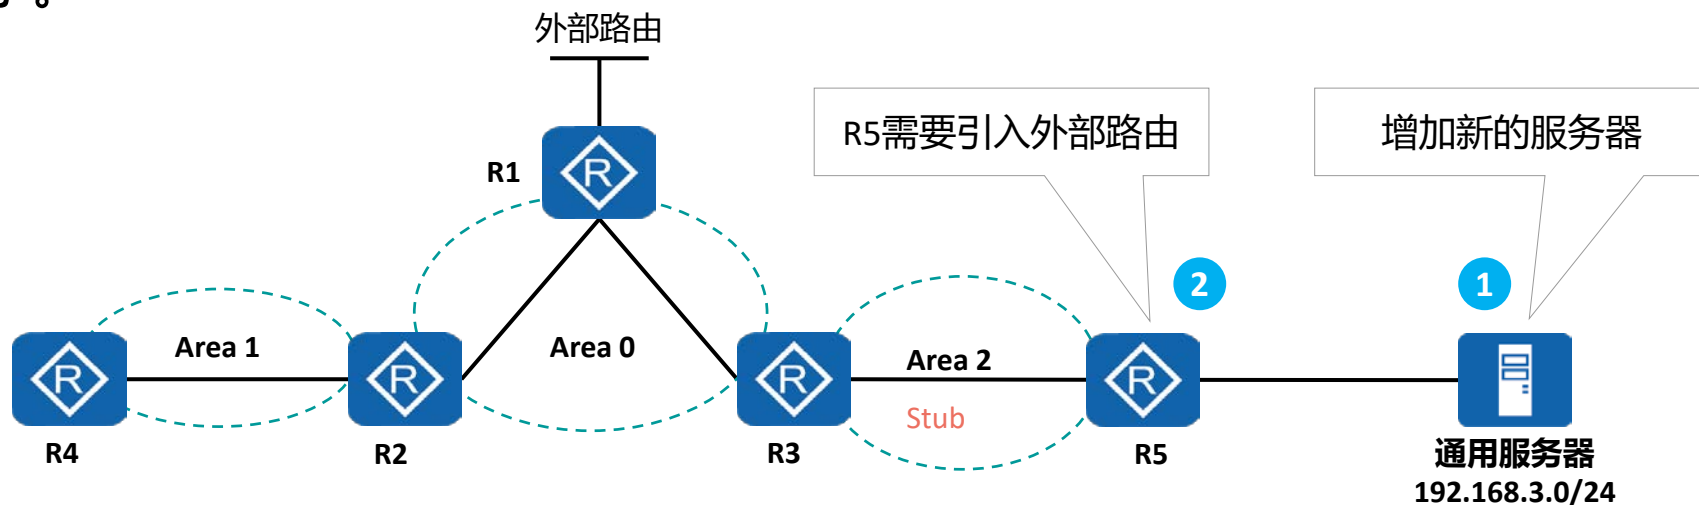 外部路由
R5需要引入外部路由
增加新的服务器
R
R1
2
1
Area 1
Area 0
Area 2
R
R
R
R
Stub
R4
R2
R3
R5
通用服务器
192.168.3.0/24